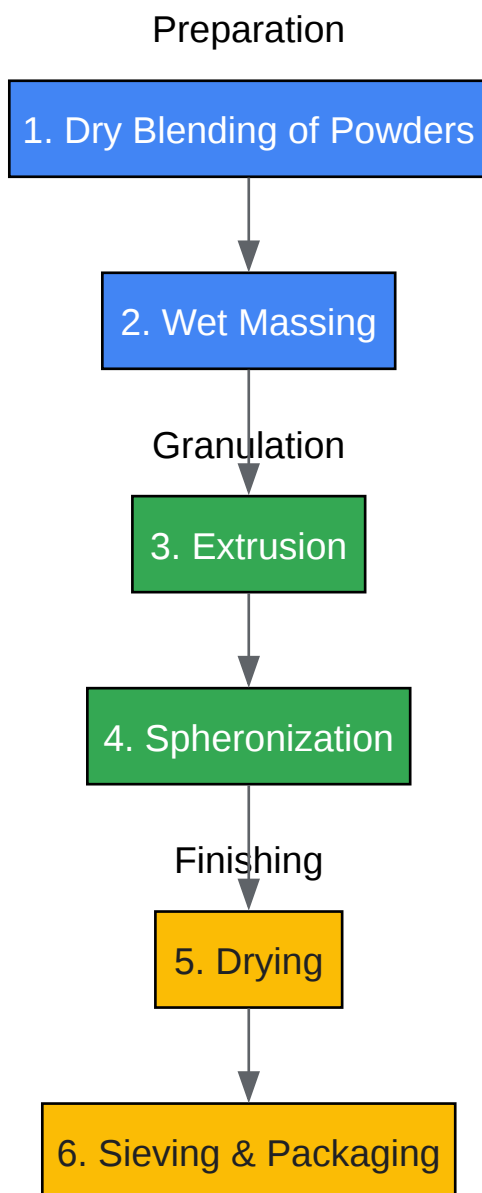 Preparation
1. Dry Blending of Powders
2. Wet Massing
Granulation
3. Extrusion
4. Spheronization
Finishing
5. Drying
6. Sieving & Packaging